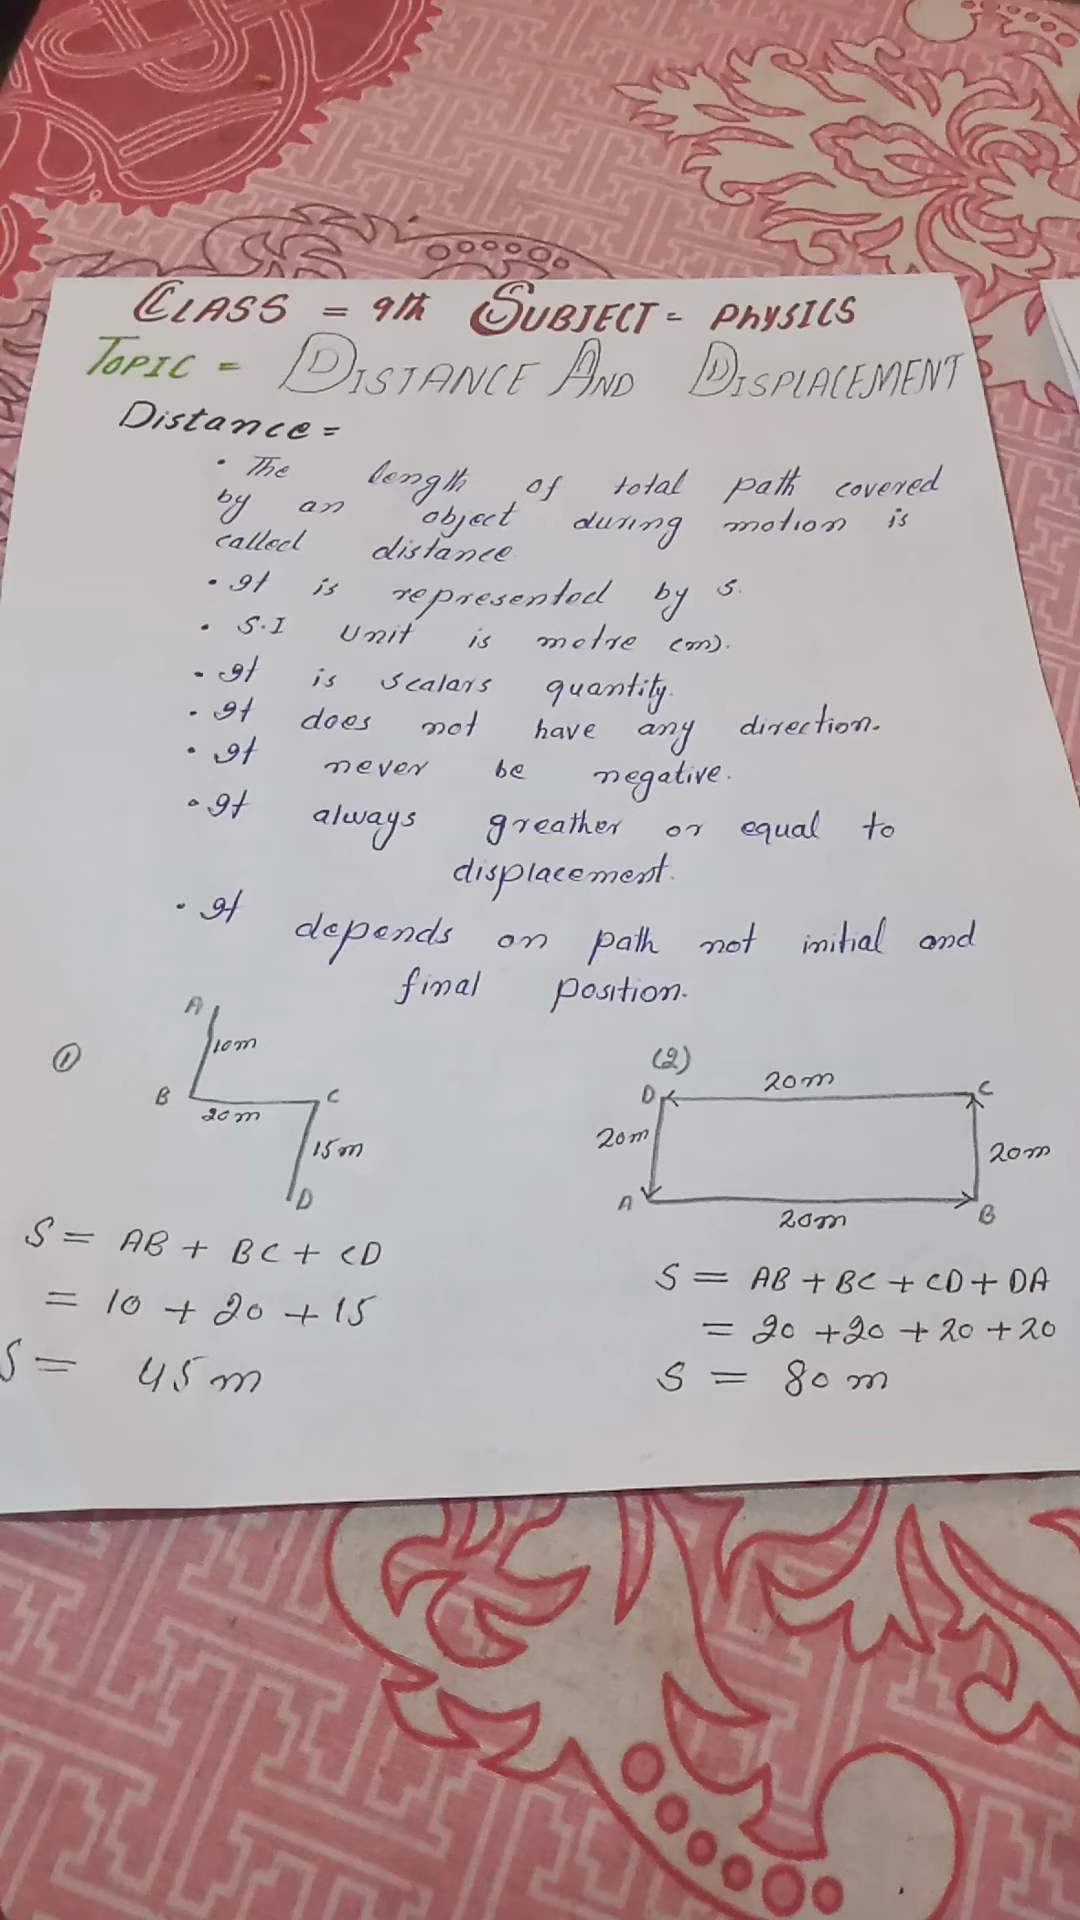 CLASS = 9th SUBJECT = PHYSICS
TOPIC = DISTANCE AND DISPLACEMENT
Distance =
• The length of total path covered
by an object during motion is
called distance.
• It is represented by s.
• S.I Unit is metre (m).
• It is scalars quantity.
• It does not have any direction.
• It never be negative.
• It always greather or equal to
displacement.
• It depends on path not initial and
final position.
A
① 10m
B 20m C
15m
D
S = AB + BC + CD
= 10 + 20 + 15
S = 45 m
(2)
D 20m C
20m 20m
A 20m B
S = AB + BC + CD + DA
= 20 + 20 + 20 + 20
S = 80 m